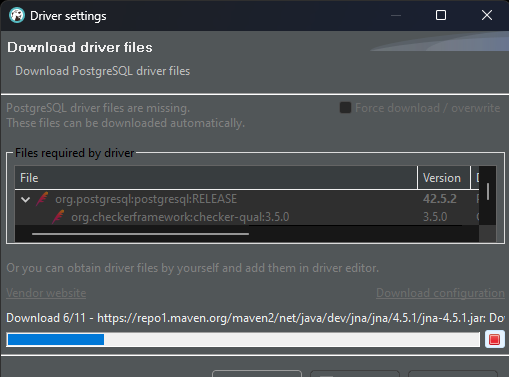 Driver settings
Download driver files
Download PostgreSQL driver files
PostgreSQL driver files are missing.
Force download / overwrite
These files can be downloaded automatically.
Files required by driver
File Version
org.postgresql:postgresql:RELEASE 42.5.2
org.checkerframework:checker-qual:3.5.0 3.5.0
Or you can obtain driver files by yourself and add them in driver editor.
Vendor website Download configuration
Download 6/11 - https://repo1.maven.org/maven2/net/java/dev/jna/jna/4.5.1/jna-4.5.1.jar: Dov